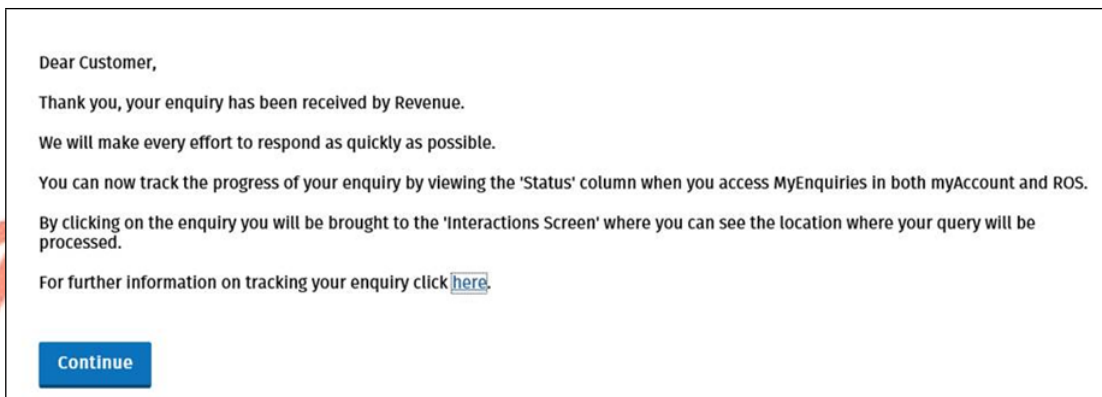 Dear Customer,
Thank you, your enquiry has been received by Revenue.
We will make every effort to respond as quickly as possible.
You can now track the progress of your enquiry by viewing the 'Status' column when you access MyEnquiries in both myAccount and ROS.
By clicking on the enquiry you will be brought to the 'Interactions Screen' where you can see the location where your query will be
processed.
For further information on tracking your enquiry click here.
Continue